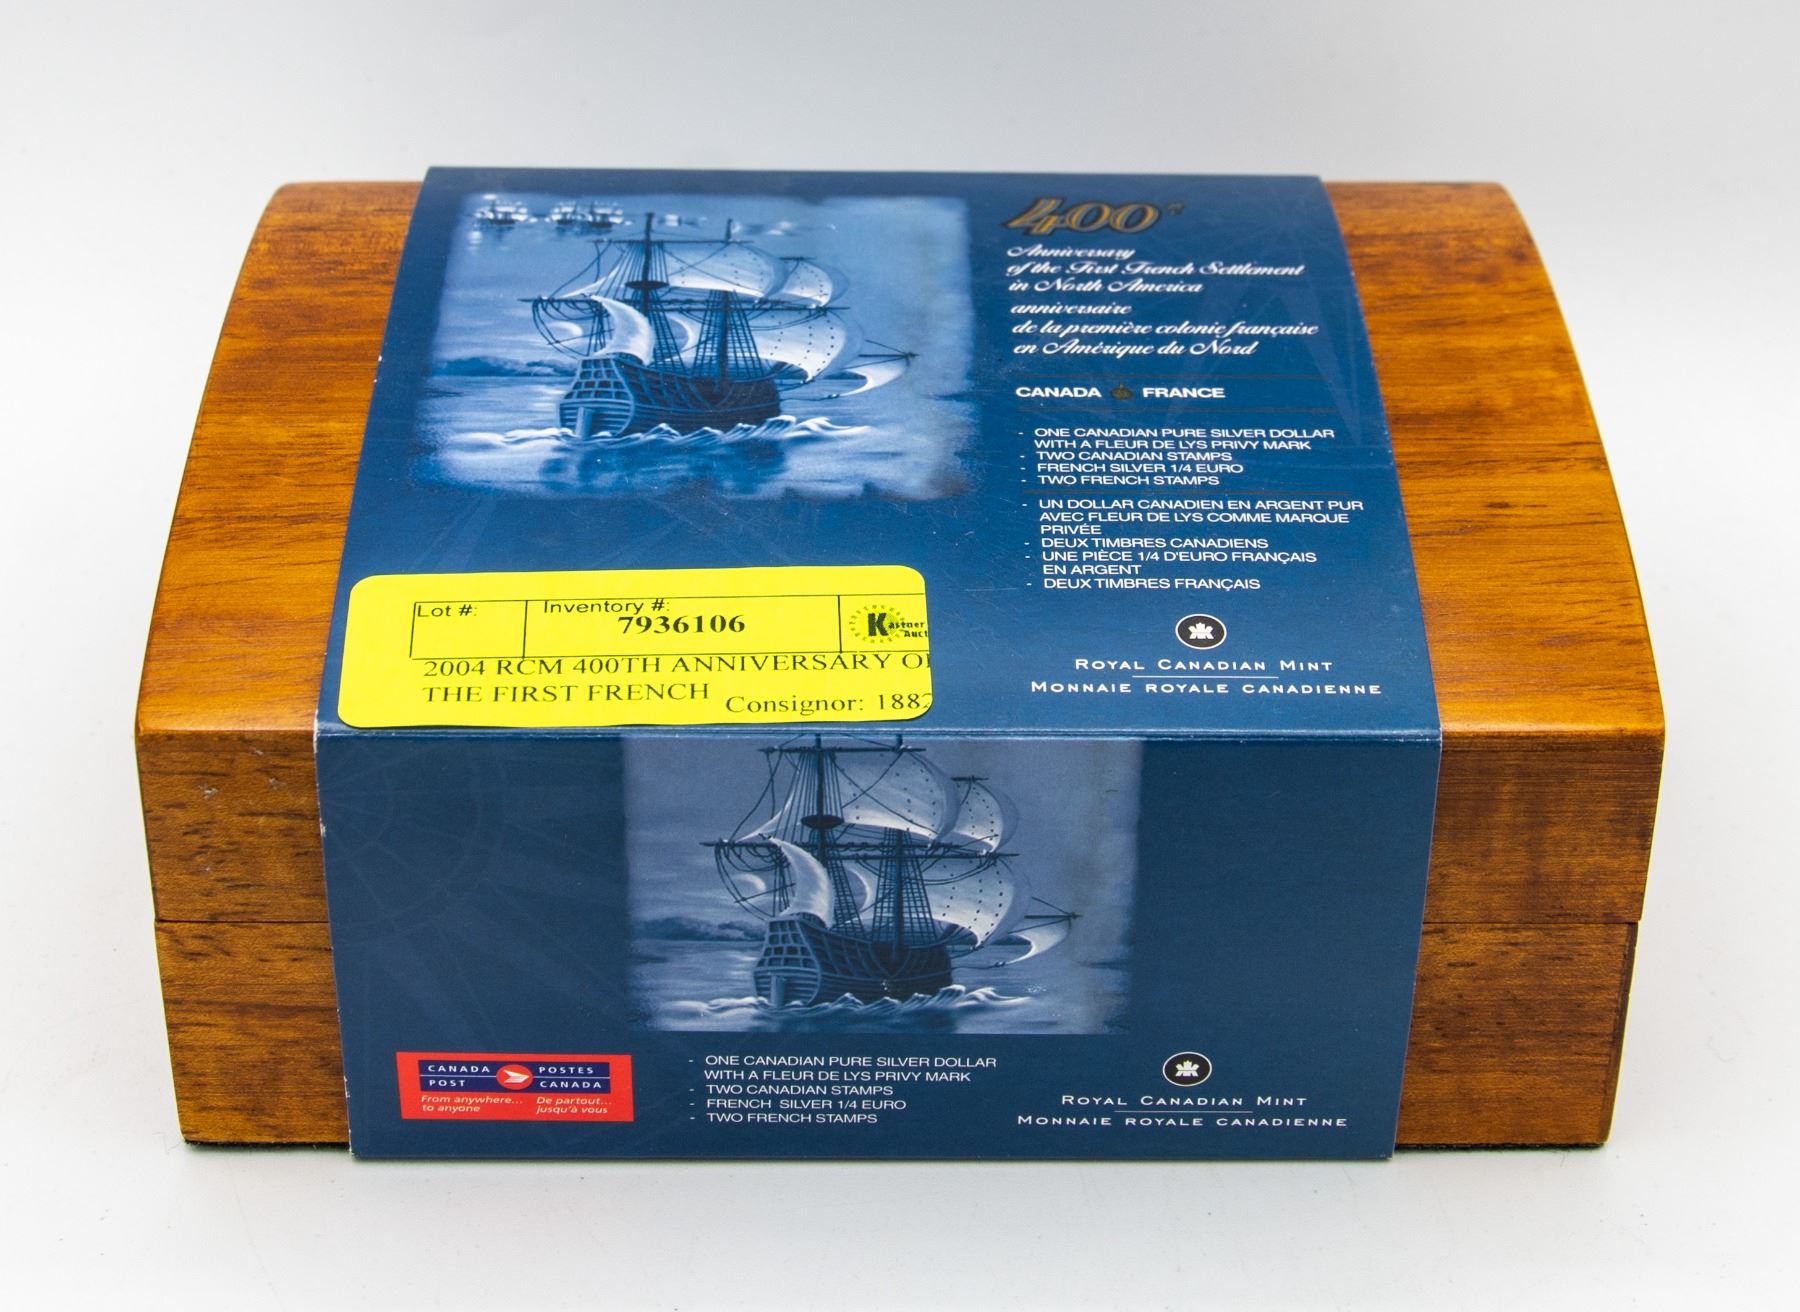 400th
Anniversary
of the First French Settlement
in North America
anniversaire
de la première colonie française
en Amérique du Nord
CANADA FRANCE
- ONE CANADIAN PURE SILVER DOLLAR
WITH A FLEUR DE LYS PRIVY MARK
- TWO CANADIAN STAMPS
- FRENCH SILVER 1/4 EURO
- TWO FRENCH STAMPS
- UN DOLLAR CANADIEN EN ARGENT PUR
AVEC FLEUR DE LYS COMME MARQUE
PRIVÉE
- DEUX TIMBRES CANADIENS
- UNE PIÈCE 1/4 D'EURO FRANÇAIS
EN ARGENT
- DEUX TIMBRES FRANÇAIS
ROYAL CANADIAN MINT
MONNAIE ROYALE CANADIENNE
Lot #: Inventory #:
7936106
Kastner
Auct
2004 RCM 400TH ANNIVERSARY OF
THE FIRST FRENCH
Consignor: 1882
CANADA POSTES
POST CANADA
From anywhere... De partout...
to anyone jusqu'à vous
- ONE CANADIAN PURE SILVER DOLLAR
WITH A FLEUR DE LYS PRIVY MARK
- TWO CANADIAN STAMPS
- FRENCH SILVER 1/4 EURO
- TWO FRENCH STAMPS
ROYAL CANADIAN MINT
MONNAIE ROYALE CANADIENNE